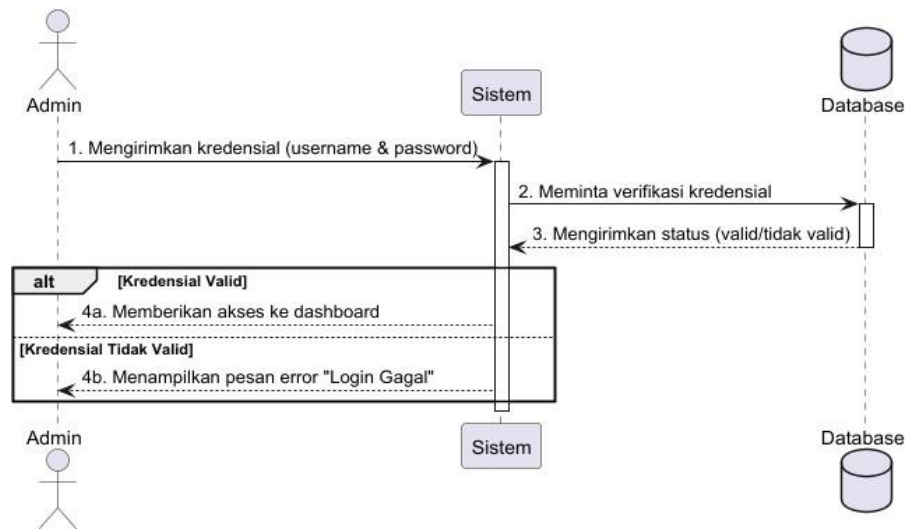 Admin
Sistem
Database
1. Mengirimkan kredensial (username & password)
2. Meminta verifikasi kredensial
3. Mengirimkan status (valid/tidak valid)
alt [Kredensial Valid]
4a. Memberikan akses ke dashboard
[Kredensial Tidak Valid]
4b. Menampilkan pesan error "Login Gagal"
Admin
Sistem
Database